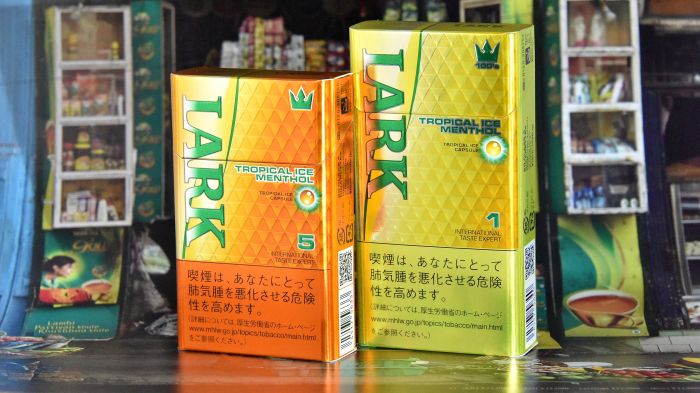 LARK
TROPICAL ICE
MENTHOL
TROPICAL ICE
CAPSULE
5
INTERNATIONAL
TASTE EXPERT
喫煙は、あなたにとって
肺気腫を悪化させる危険
性を高めます。
(詳細については、厚生労働省のホーム・ページ
www.mhlw.go.jp/topics/tobacco/main.html
をご参照ください。)
LARK
100's
TROPICAL ICE
MENTHOL
TROPICAL ICE
CAPSULE
1
INTERNATIONAL
TASTE EXPERT
喫煙は、あなたにとって
肺気腫を悪化させる危険
性を高めます。
(詳細については、厚生労働省のホーム・ページ
www.mhlw.go.jp/topics/tobacco/main.html
をご参照ください。)